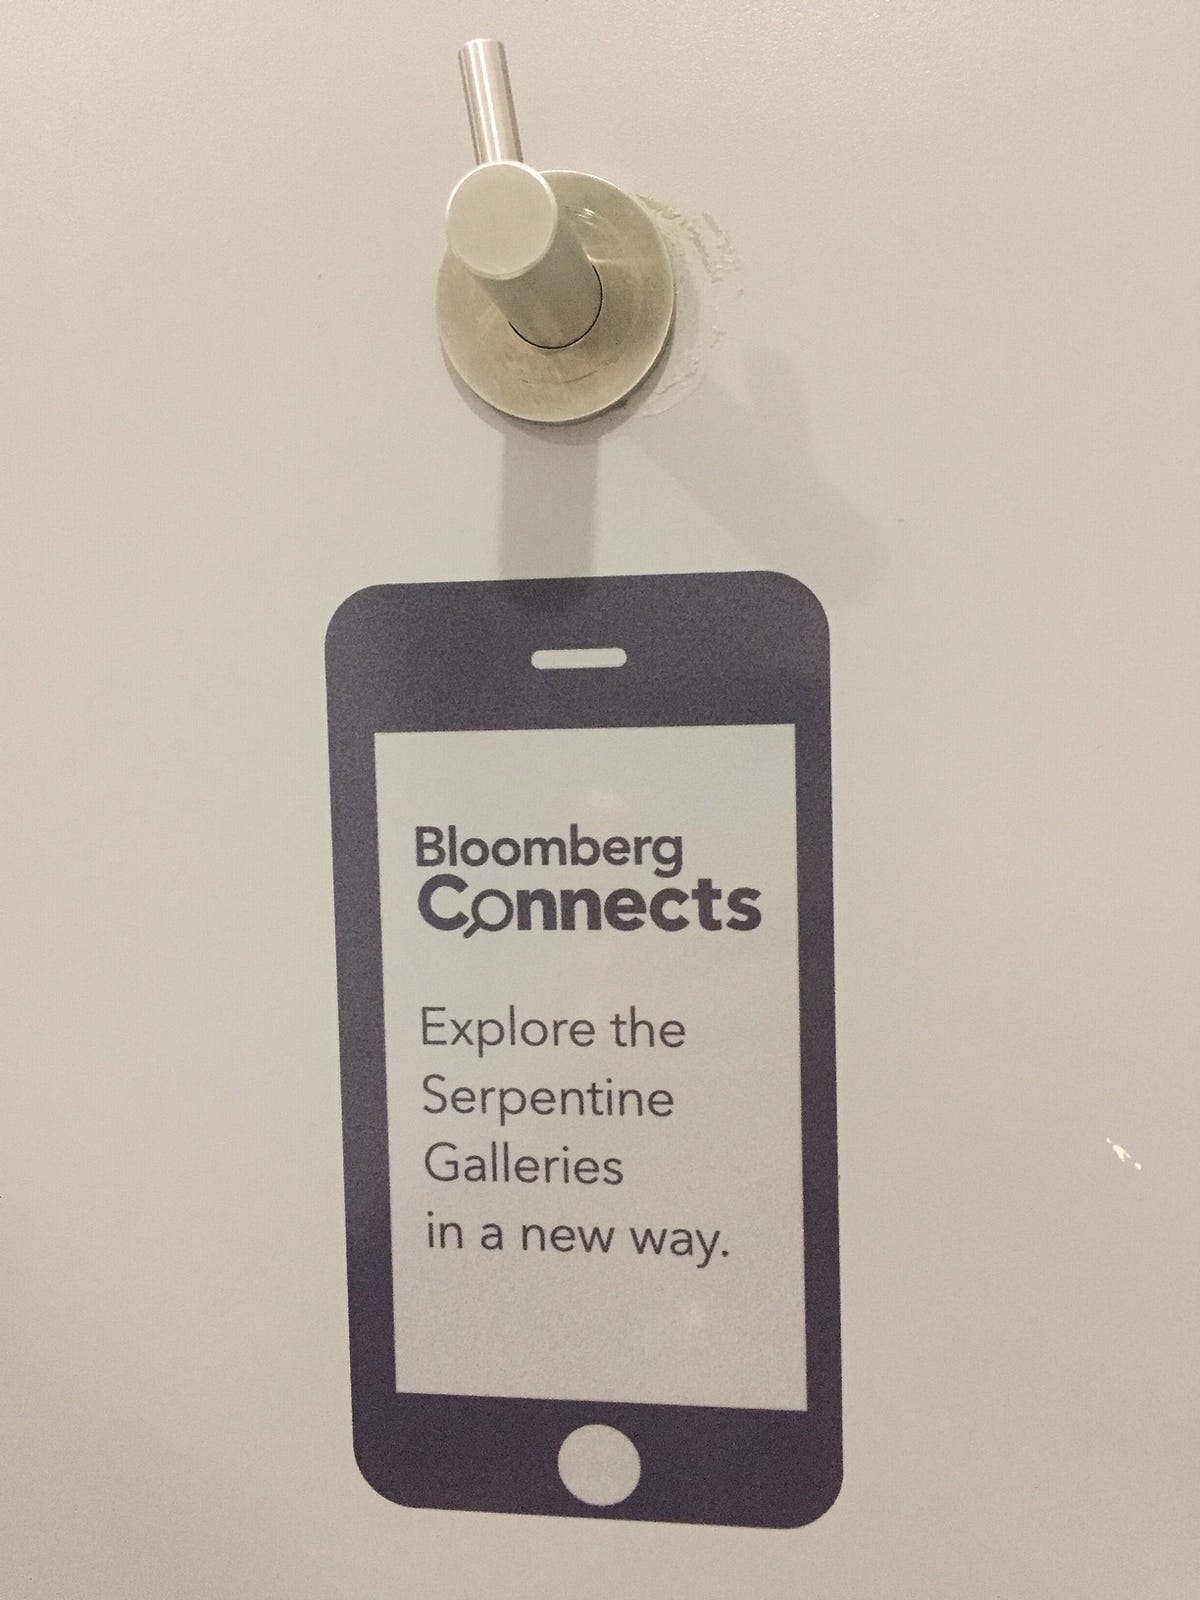 Bloomberg
Connects
Explore the
Serpentine
Galleries
in a new way.